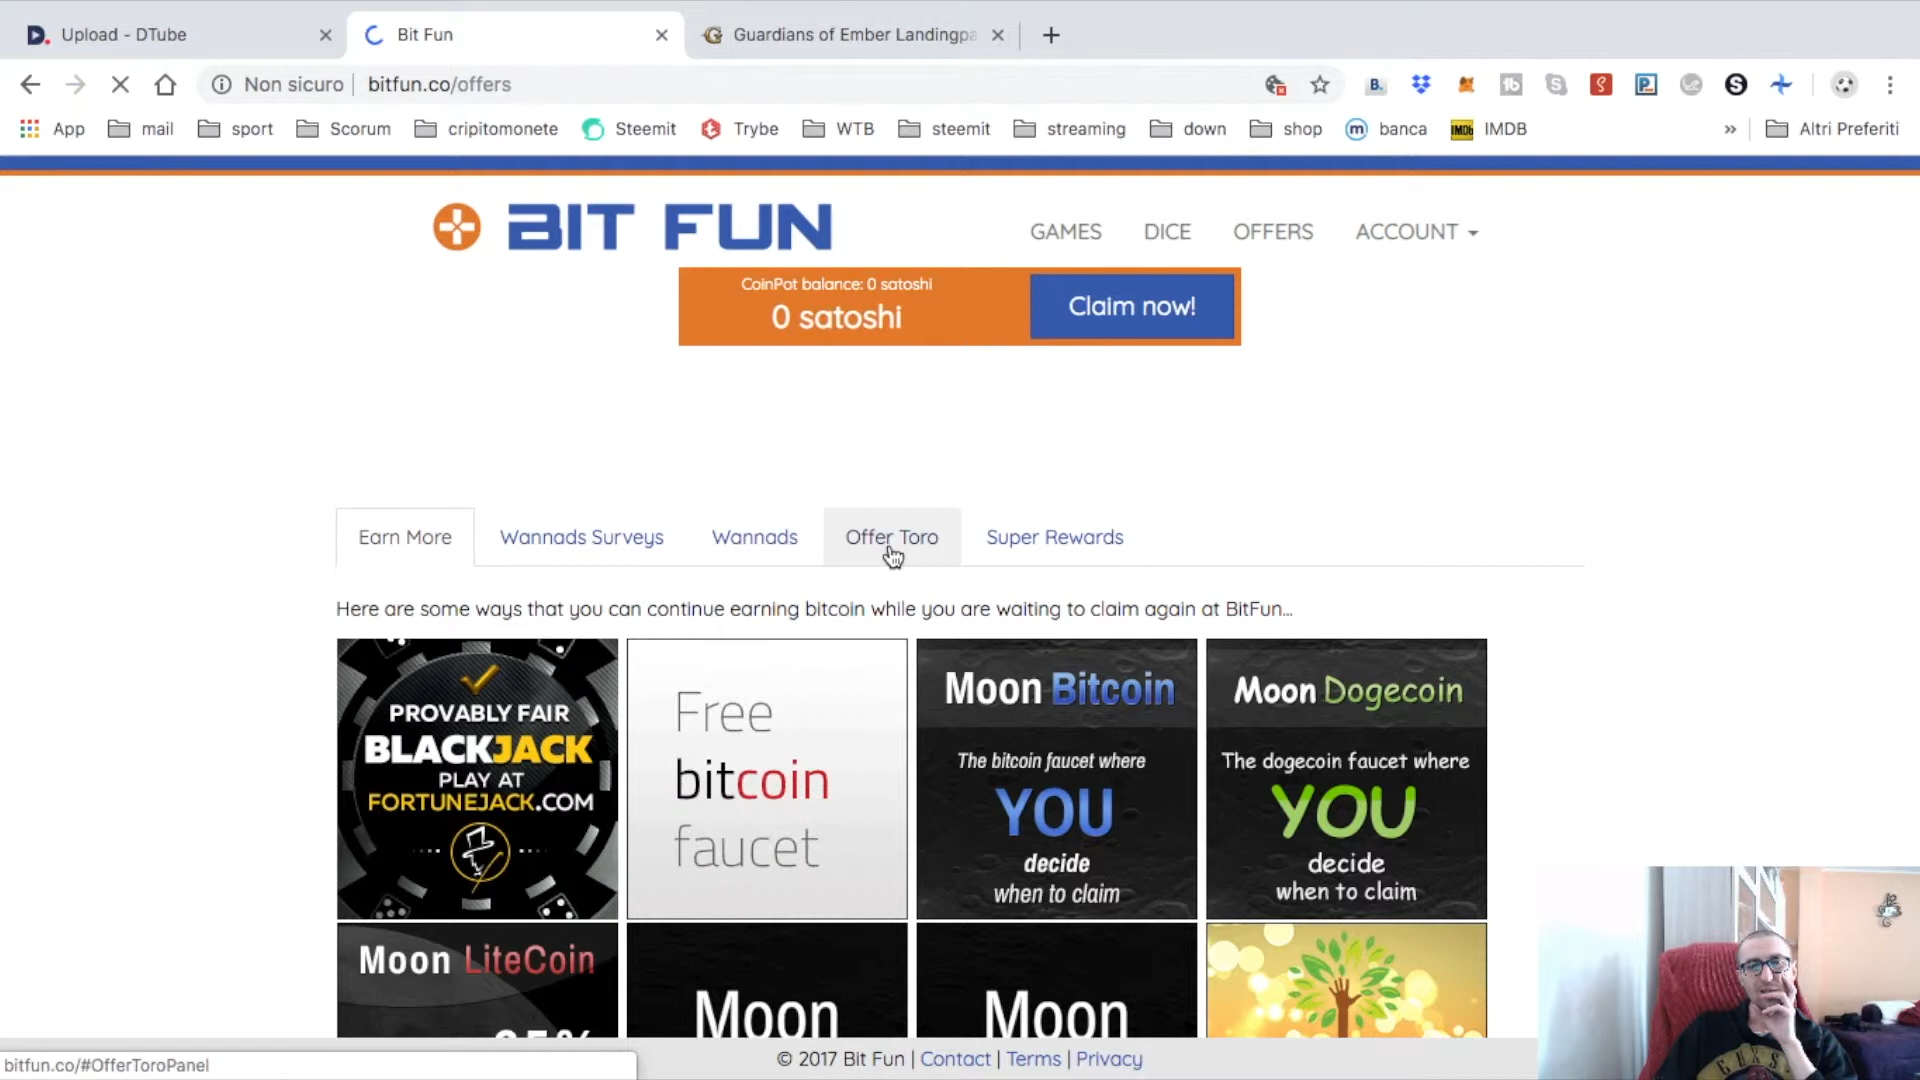 Upload - DTube
Bit Fun
Guardians of Ember Landingpa
Non sicuro
bitfun.co/offers
App
mail
sport
Scorum
cripitomonete
Steemit
Trybe
WTB
steemit
streaming
down
shop
banca
IMDB
Altri Preferiti
BIT FUN
GAMES
DICE
OFFERS
ACCOUNT
CoinPot balance: 0 satoshi
0 satoshi
Claim now!
Earn More
Wannads Surveys
Wannads
Offer Toro
Super Rewards
Here are some ways that you can continue earning bitcoin while you are waiting to claim again at BitFun...
PROVABLY FAIR
BLACKJACK
PLAY AT
FORTUNEJACK.COM
Free
bitcoin
faucet
Moon Bitcoin
The bitcoin faucet where
YOU
decide
when to claim
Moon Dogecoin
The dogecoin faucet where
YOU
decide
when to claim
Moon LiteCoin
Moon
Moon
© 2017 Bit Fun | Contact | Terms | Privacy
bitfun.co/#OfferToroPanel